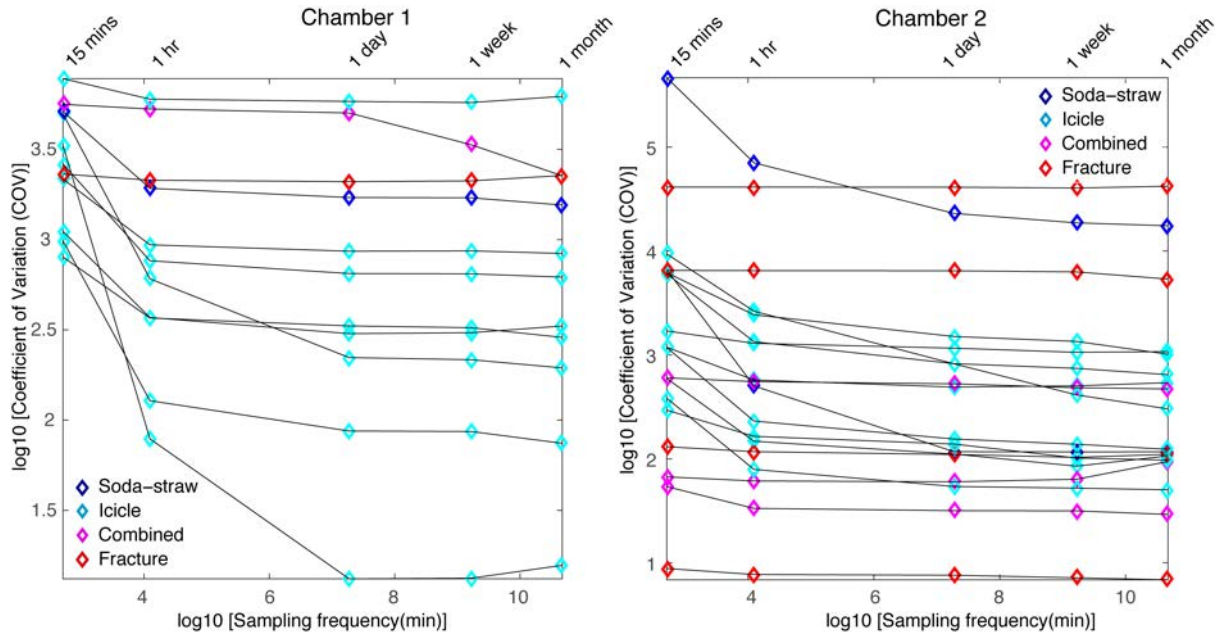 Chamber 1
15 mins
1 hr
1 day
1 week
1 month
log10 [Coefficient of Variation (COV)]
3.5
3
2.5
2
1.5
Soda-straw
Icicle
Combined
Fracture
4
6
8
10
log10 [Sampling frequency(min)]
Chamber 2
15 mins
1 hr
1 day
1 week
1 month
log10 [Coefficient of Variation (COV)]
5
4
3
2
1
Soda-straw
Icicle
Combined
Fracture
4
6
8
10
log10 [Sampling frequency(min)]